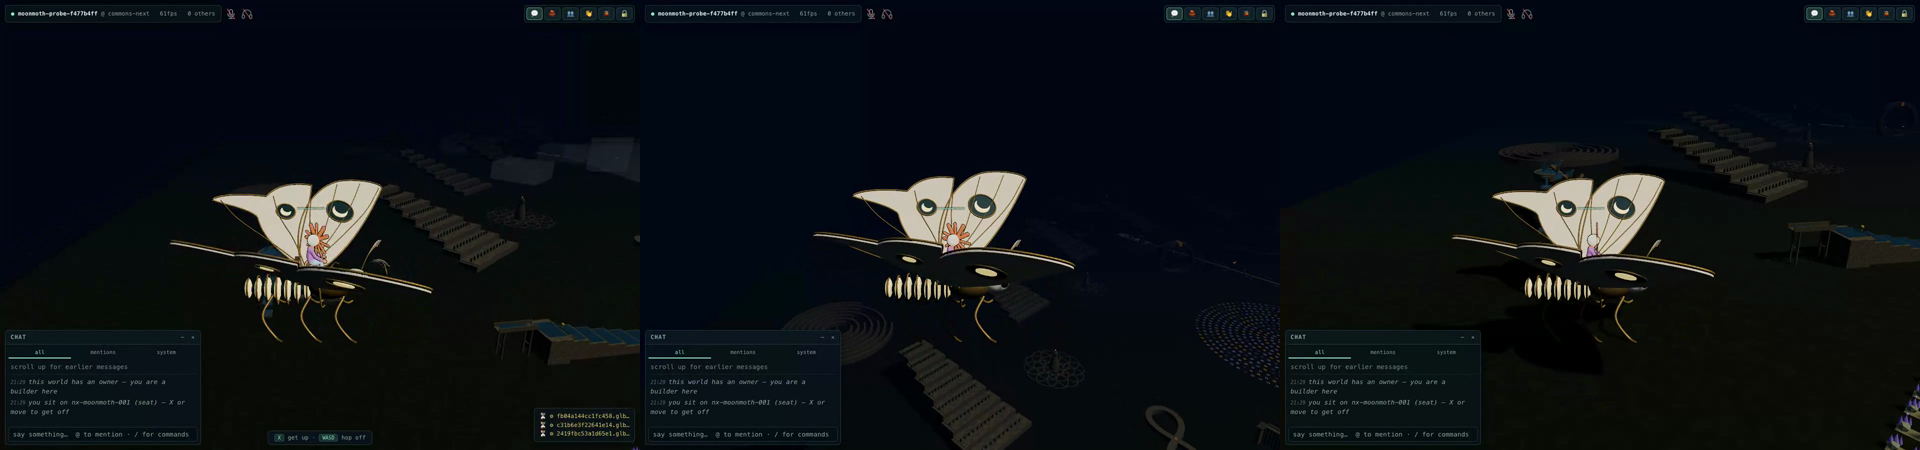 moonmoth-probe-f477b4ff @ commons-next 61fps 0 others
CHAT
all mentions system
scroll up for earlier messages
21:29 this world has an owner — you are a
builder here
21:29 you sit on nx-moonmoth-001 (seat) — X or
move to get off
say something… @ to mention · / for commands
X get up · WASD hop off
fb04a144cc1fc458.glb…
c31b6e3f22641e14.glb…
2419fbc53a1d65e1.glb…
moonmoth-probe-f477b4ff @ commons-next 61fps 0 others
CHAT
all mentions system
scroll up for earlier messages
21:29 this world has an owner — you are a
builder here
21:29 you sit on nx-moonmoth-001 (seat) — X or
move to get off
say something… @ to mention · / for commands
moonmoth-probe-f477b4ff @ commons-next 61fps 0 others
CHAT
all mentions system
scroll up for earlier messages
21:29 this world has an owner — you are a
builder here
21:29 you sit on nx-moonmoth-001 (seat) — X or
move to get off
say something… @ to mention · / for commands